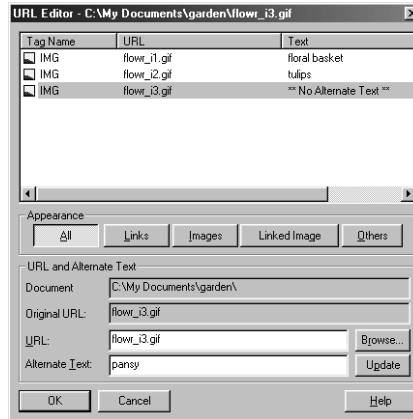 URL Editor - C:\My Documents\garden\flowr_i3.gif
Tag Name URL Text
IMG flowr_i1.gif floral basket
IMG flowr_i2.gif tulips
IMG flowr_i3.gif ** No Alternate Text **
Appearance
All Links Images Linked Image Others
URL and Alternate Text
Document C:\My Documents\garden\
Original URL: flowr_i3.gif
URL: flowr_i3.gif Browse...
Alternate Text: pansy Update
OK Cancel Help